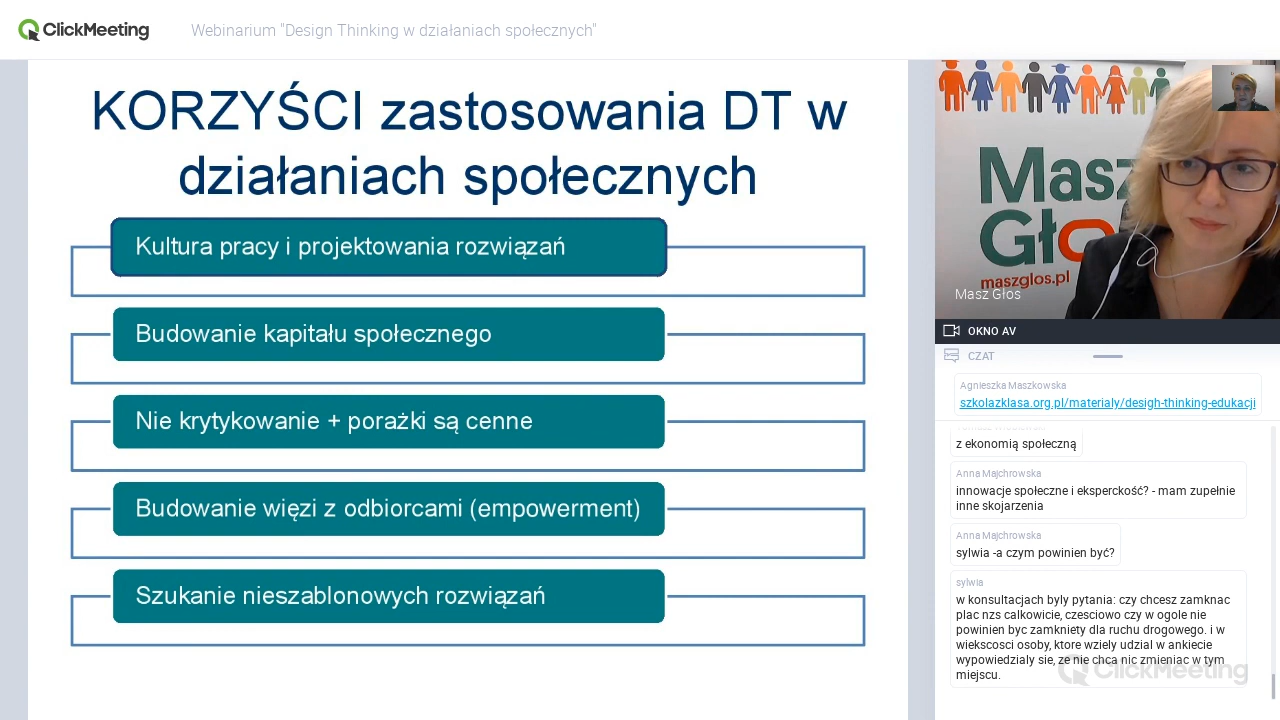 ClickMeeting
Webinarium "Design Thinking w działaniach społecznych"
KORZYŚCI zastosowania DT w
działaniach społecznych
Kultura pracy i projektowania rozwiązań
Budowanie kapitału społecznego
Nie krytykowanie + porażki są cenne
Budowanie więzi z odbiorcami (empowerment)
Szukanie nieszablonowych rozwiązań
Masz
Gło
maszglos.pl
Masz Głos
OKNO AV
CZAT
Agnieszka Maszkowska
szkolazklasa.org.pl/materialy/desigh-thinking-edukacji
z ekonomią społeczną
Anna Majchrowska
innowacje społeczne i eksperckość? - mam zupełnie
inne skojarzenia
Anna Majchrowska
sylwia -a czym powinien być?
sylwia
w konsultacjach byly pytania: czy chcesz zamknac
plac nzs calkowicie, czesciowo czy w ogole nie
powinien byc zamkniety dla ruchu drogowego. i w
wiekscosci osoby, ktore wziely udzial w ankiecie
wypowiedzialy sie, ze nie chca nic zmieniac w tym
miejscu.
ClickMeeting